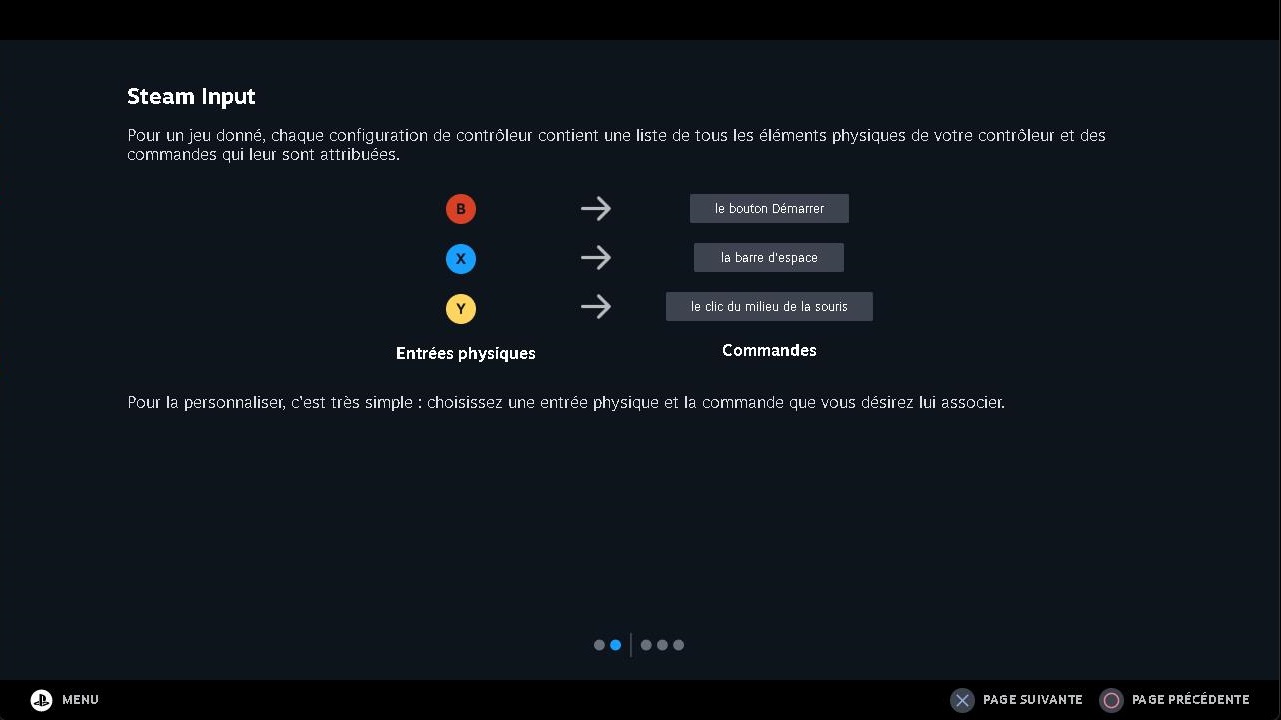 Steam Input
Pour un jeu donné, chaque configuration de contrôleur contient une liste de tous les éléments physiques de votre contrôleur et des
commandes qui leur sont attribuées.
B le bouton Démarrer
X la barre d'espace
Y le clic du milieu de la souris
Entrées physiques Commandes
Pour la personnaliser, c'est très simple : choisissez une entrée physique et la commande que vous désirez lui associer.
MENU PAGE SUIVANTE PAGE PRÉCÉDENTE